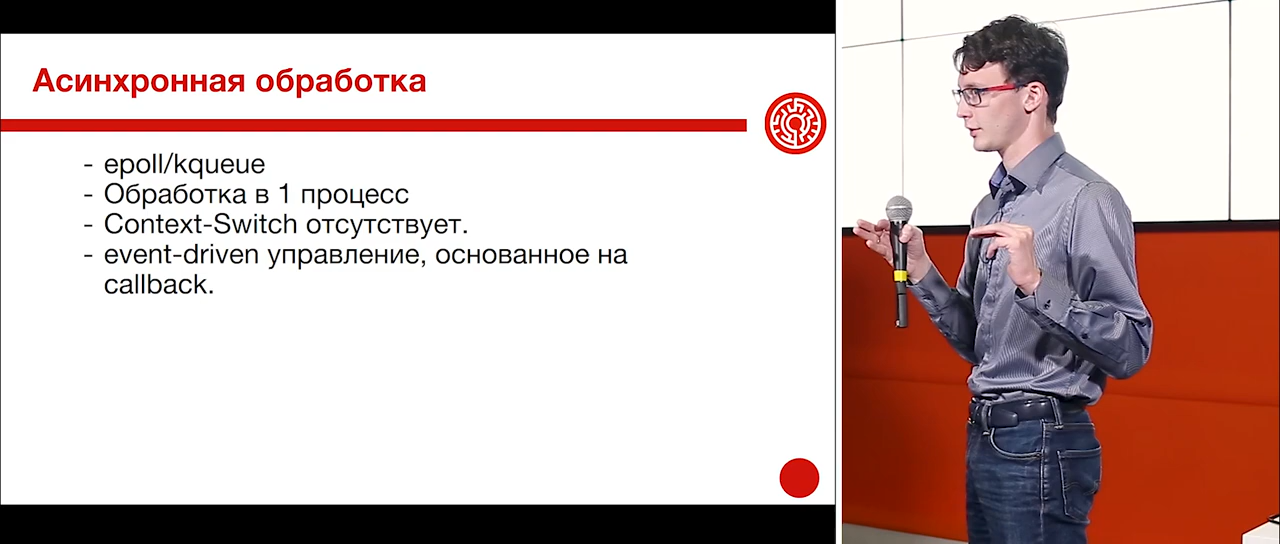 Асинхронная обработка
- epoll/kqueue
- Обработка в 1 процесс
- Context-Switch отсутствует.
- event-driven управление, основанное на
callback.